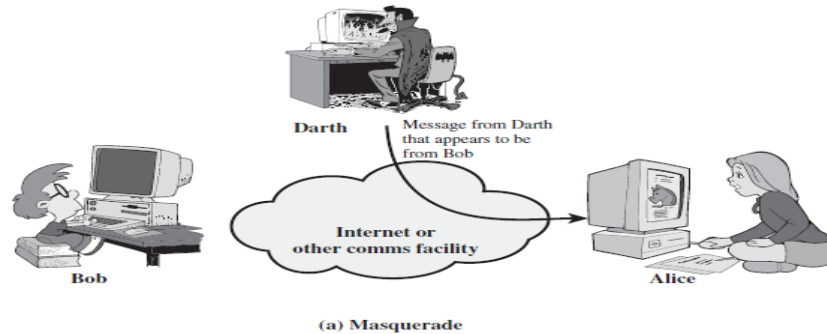 Darth
Message from Darth
that appears to be
from Bob
Internet or
other comms facility
Bob
Alice
(a) Masquerade